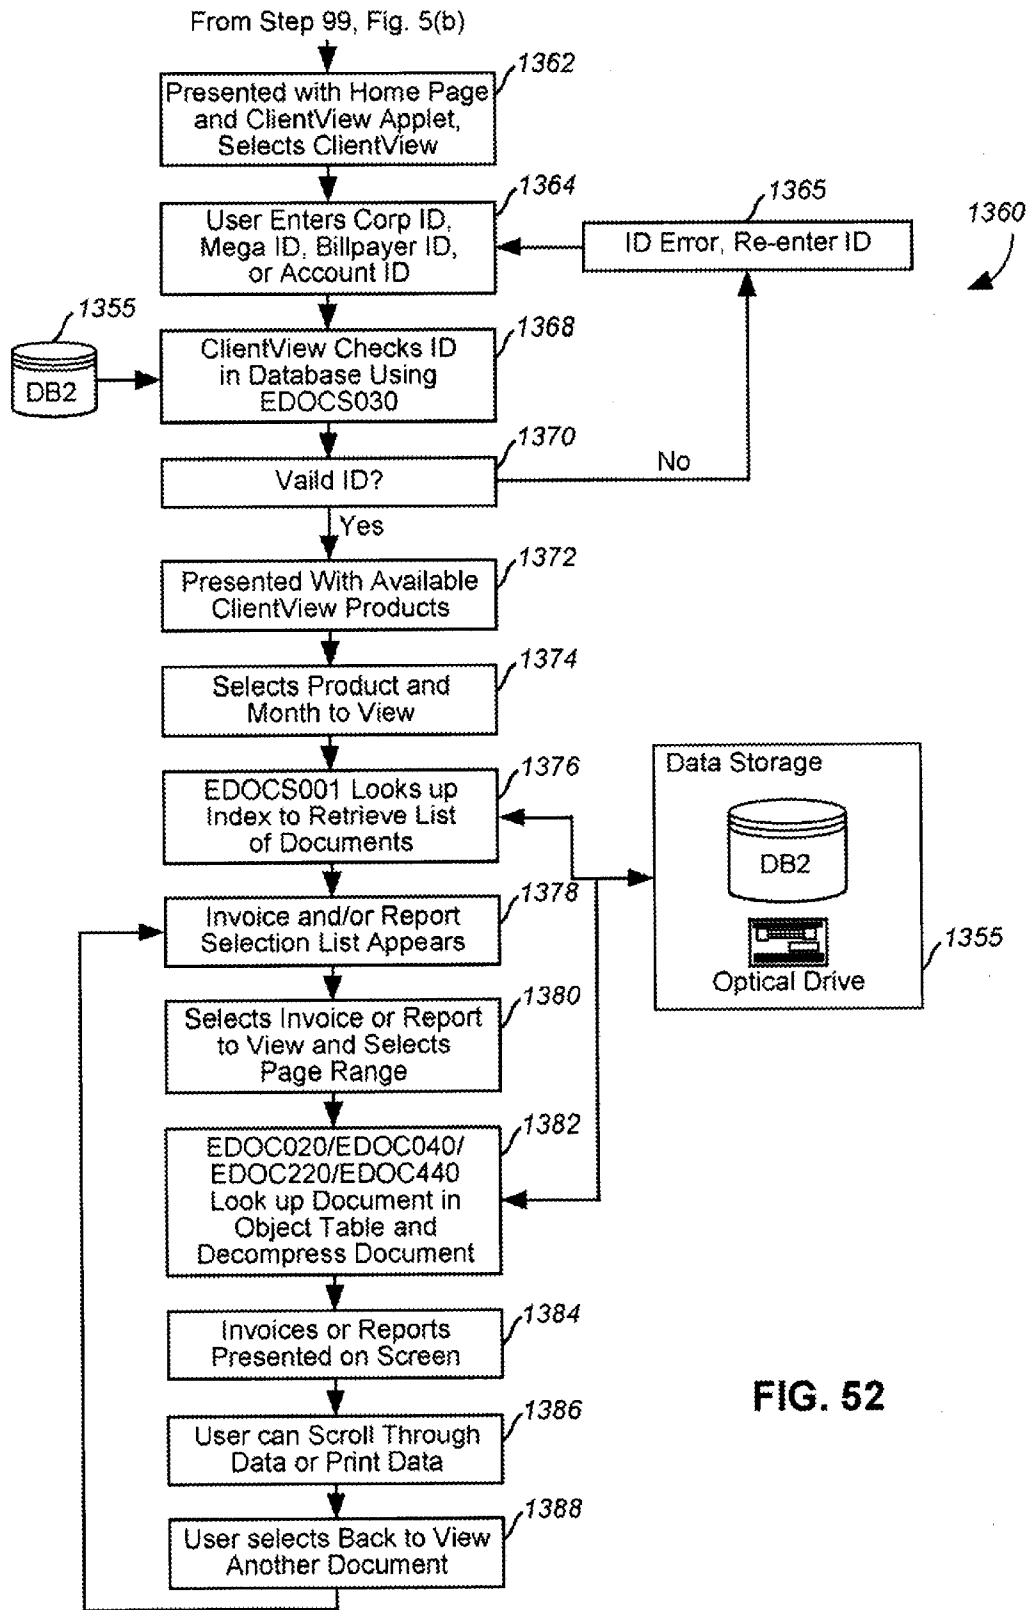 From Step 99, Fig. 5(b)
1362
Presented with Home Page
and ClientView Applet,
Selects ClientView
1364
User Enters Corp ID,
Mega ID, Billpayer ID,
or Account ID
1365
ID Error, Re-enter ID
1360
1355
DB2
1368
ClientView Checks ID
in Database Using
EDOCS030
1370
Vaild ID?
No
Yes
1372
Presented With Available
ClientView Products
1374
Selects Product and
Month to View
1376
EDOCS001 Looks up
Index to Retrieve List
of Documents
Data Storage
DB2
Optical Drive
1355
1378
Invoice and/or Report
Selection List Appears
1380
Selects Invoice or Report
to View and Selects
Page Range
1382
EDOC020/EDOC040/
EDOC220/EDOC440
Look up Document in
Object Table and
Decompress Document
1384
Invoices or Reports
Presented on Screen
1386
User can Scroll Through
Data or Print Data
1388
User selects Back to View
Another Document
FIG. 52